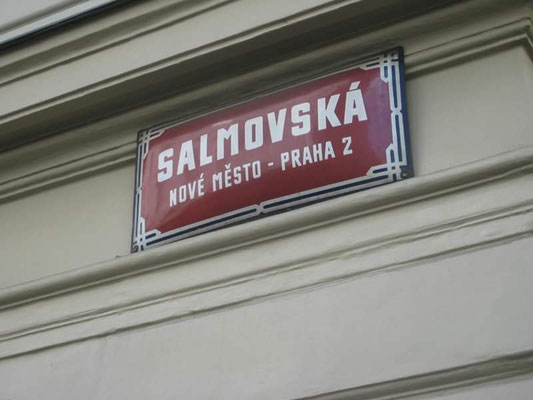 SALMOVSKÁ
NOVÉ MĚSTO - PRAHA 2